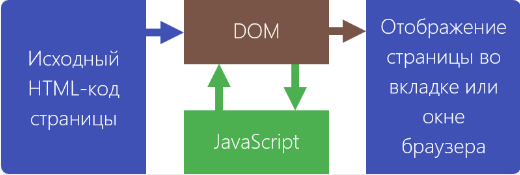 Исходный
HTML-код
страницы
DOM
JavaScript
Отображение
страницы во
вкладке или
окне
браузера